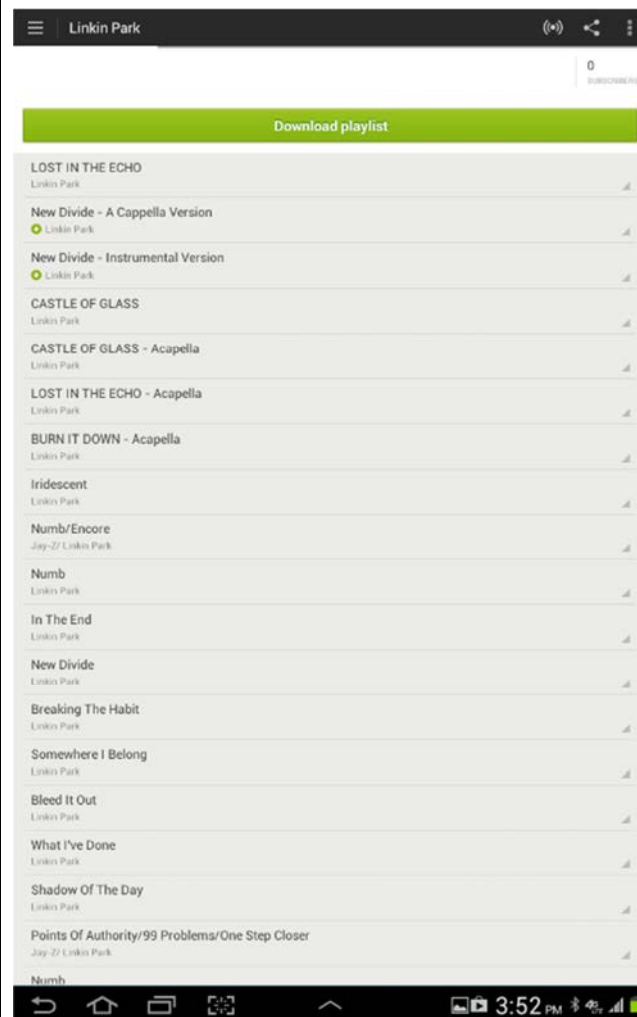 Linkin Park
0
SUBSCRIBERS
Download playlist
LOST IN THE ECHO
Linkin Park
New Divide - A Cappella Version
Linkin Park
New Divide - Instrumental Version
Linkin Park
CASTLE OF GLASS
Linkin Park
CASTLE OF GLASS - Acapella
Linkin Park
LOST IN THE ECHO - Acapella
Linkin Park
BURN IT DOWN - Acapella
Linkin Park
Iridescent
Linkin Park
Numb/Encore
Jay-Z/ Linkin Park
Numb
Linkin Park
In The End
Linkin Park
New Divide
Linkin Park
Breaking The Habit
Linkin Park
Somewhere I Belong
Linkin Park
Bleed It Out
Linkin Park
What I've Done
Linkin Park
Shadow Of The Day
Linkin Park
Points Of Authority/99 Problems/One Step Closer
Jay-Z/ Linkin Park
Numb
3:52 PM 4G